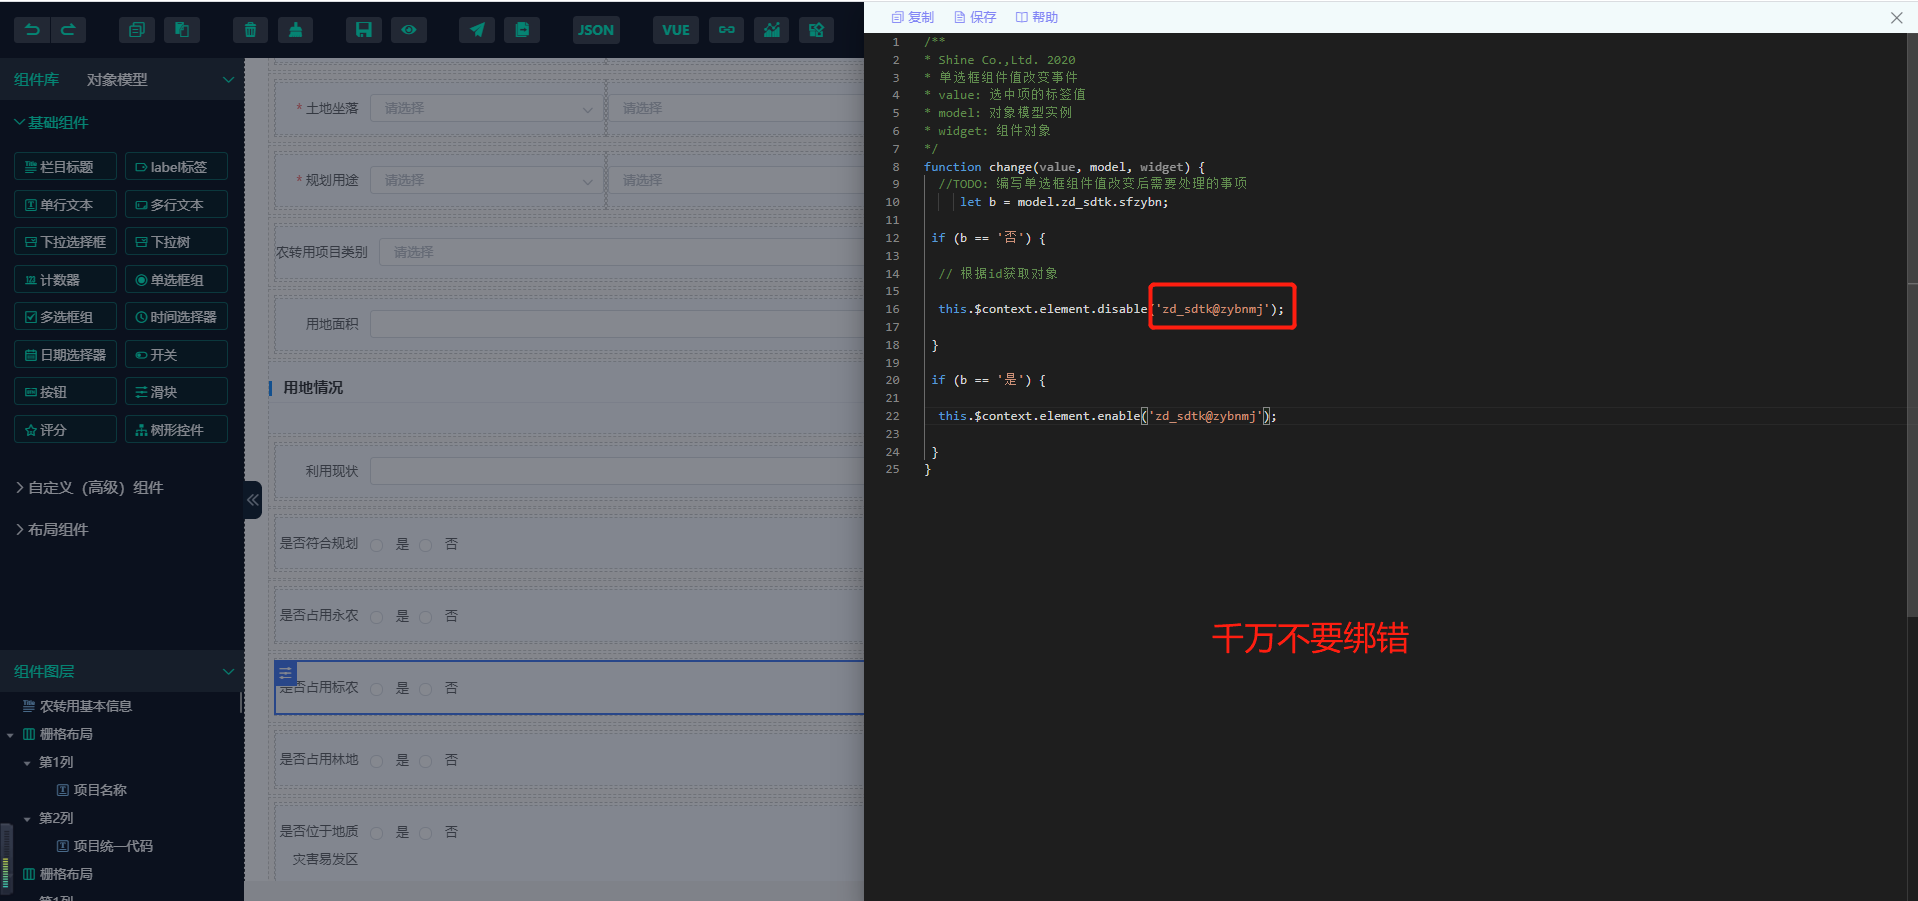 JSON
VUE
复制
保存
帮助
组件库
对象模型
基础组件
栏目标题
label标签
单行文本
多行文本
下拉选择框
下拉树
计数器
单选框组
多选框组
时间选择器
日期选择器
开关
按钮
滑块
评分
树形控件
自定义（高级）组件
布局组件
组件图层
农转用基本信息
栅格布局
第1列
项目名称
第2列
项目统一代码
栅格布局
第1列
* 土地坐落
请选择
请选择
* 规划用途
请选择
请选择
农转用项目类别
请选择
用地面积
用地情况
利用现状
是否符合规划 是 否
是否占用永农 是 否
是否占用标农 是 否
是否占用林地 是 否
是否位于地质 是 否
灾害易发区
1 /**
2 * Shine Co.,Ltd. 2020
3 * 单选框组件值改变事件
4 * value: 选中项的标签值
5 * model: 对象模型实例
6 * widget: 组件对象
7 */
8 function change(value, model, widget) {
9 //TODO: 编写单选框组件值改变后需要处理的事项
10 let b = model.zd_sdtk.sfzybn;
11
12 if (b == '否') {
13
14 // 根据id获取对象
15
16 this.$context.element.disable('zd_sdtk@zybnmj');
17
18 }
19
20 if (b == '是') {
21
22 this.$context.element.enable('zd_sdtk@zybnmj');
23
24 }
25 }
千万不要绑错